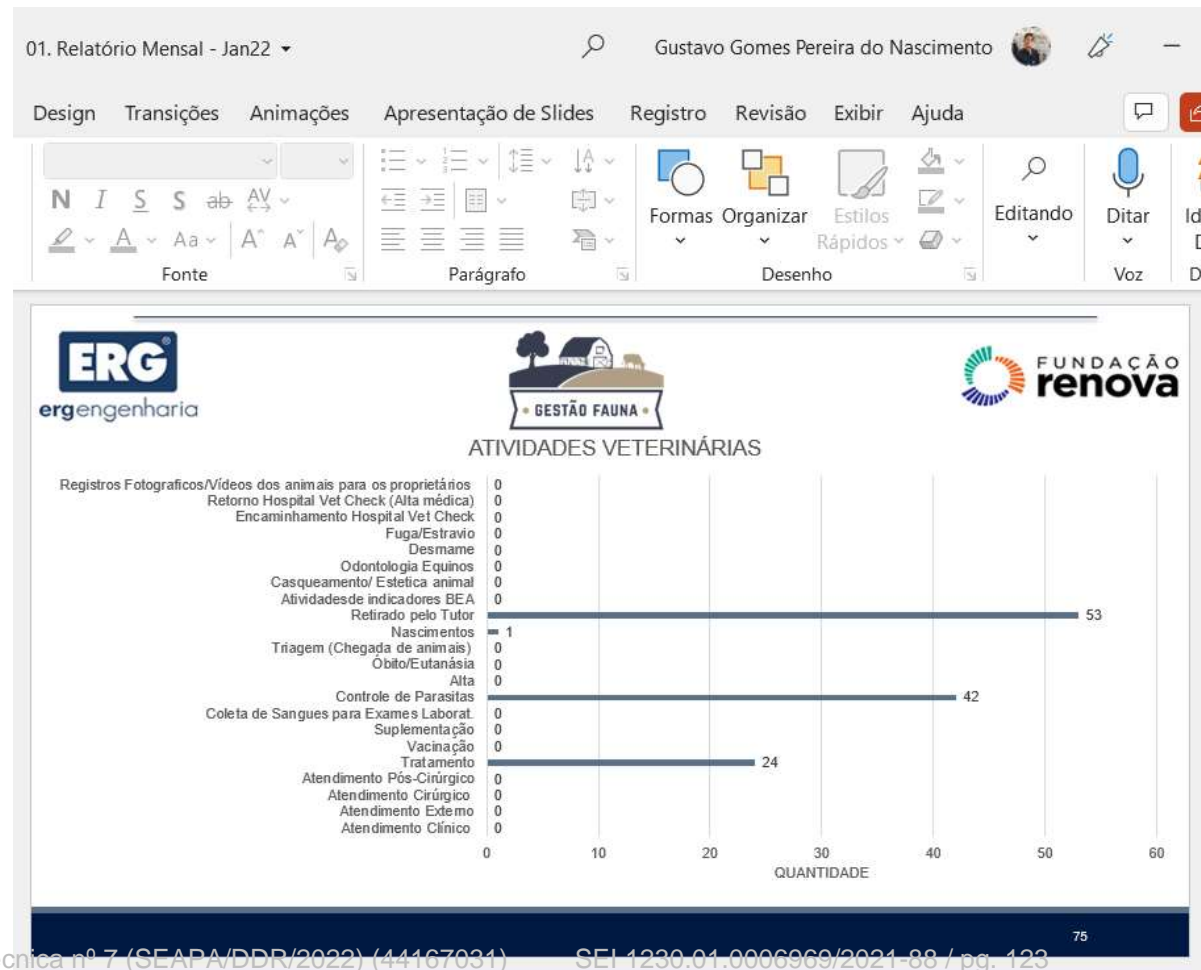 01. Relatório Mensal - Jan22
Gustavo Gomes Pereira do Nascimento
Design Transições Animações Apresentação de Slides Registro Revisão Exibir Ajuda
N I S S ab AV
A Aa A A A
Formas Organizar Estilos Rápidos Editando Ditar
Fonte Parágrafo Desenho Voz
ERG
ergengenharia
• GESTÃO FAUNA •
FUNDAÇÃO
renova
ATIVIDADES VETERINÁRIAS
Registros Fotograficos/Vídeos dos animais para os proprietários 0
Retorno Hospital Vet Check (Alta médica) 0
Encaminhamento Hospital Vet Check 0
Fuga/Estravio 0
Desmame 0
Odontologia Equinos 0
Casqueamento/ Estetica animal 0
Atividadesde indicadores BEA 0
Retirado pelo Tutor 53
Nascimentos 1
Triagem (Chegada de animais) 0
Óbito/Eutanásia 0
Alta 0
Controle de Parasitas 42
Coleta de Sangues para Exames Laborat. 0
Suplementação 0
Vacinação 0
Tratamento 24
Atendimento Pós-Cirúrgico 0
Atendimento Cirúrgico 0
Atendimento Externo 0
Atendimento Clínico 0
0 10 20 30 40 50 60
QUANTIDADE
75
cnica nº 7 (SEAPA/DDR/2022) (44167031) SEI 1230.01.0006969/2021-88 / pg. 123